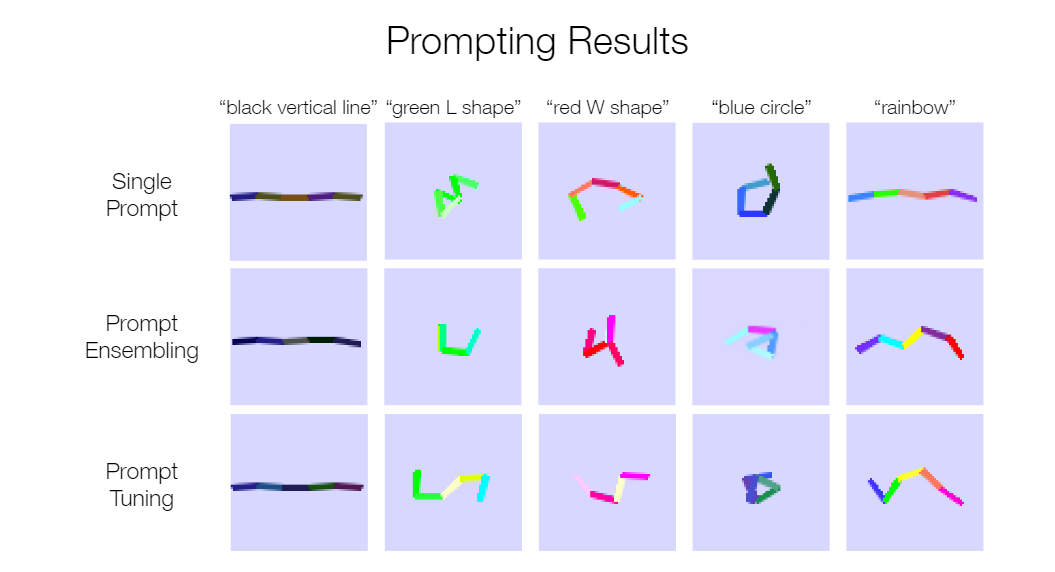 Prompting Results
“black vertical line” “green L shape” “red W shape” “blue circle” “rainbow”
Single
Prompt
Prompt
Ensembling
Prompt
Tuning